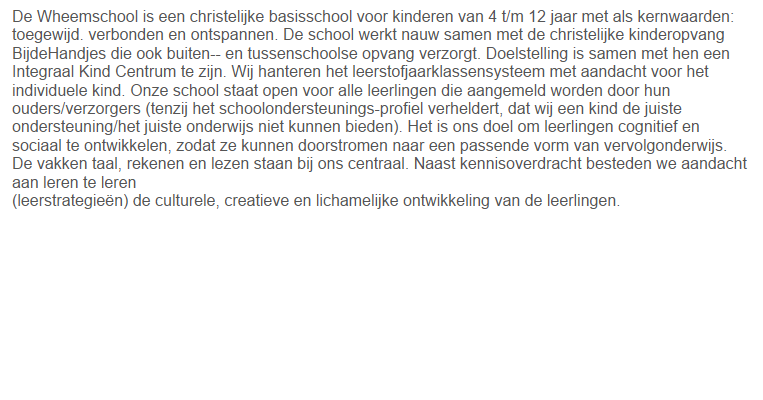 De Wheemschool is een christelijke basisschool voor kinderen van 4 t/m 12 jaar met als kernwaarden:
toegewijd. verbonden en ontspannen. De school werkt nauw samen met de christelijke kinderopvang
BijdeHandjes die ook buiten-- en tussenschoolse opvang verzorgt. Doelstelling is samen met hen een
Integraal Kind Centrum te zijn. Wij hanteren het leerstofjaarklassensysteem met aandacht voor het
individuele kind. Onze school staat open voor alle leerlingen die aangemeld worden door hun
ouders/verzorgers (tenzij het schoolondersteunings-profiel verheldert, dat wij een kind de juiste
ondersteuning/het juiste onderwijs niet kunnen bieden). Het is ons doel om leerlingen cognitief en
sociaal te ontwikkelen, zodat ze kunnen doorstromen naar een passende vorm van vervolgonderwijs.
De vakken taal, rekenen en lezen staan bij ons centraal. Naast kennisoverdracht besteden we aandacht
aan leren te leren
(leerstrategieën) de culturele, creatieve en lichamelijke ontwikkeling van de leerlingen.